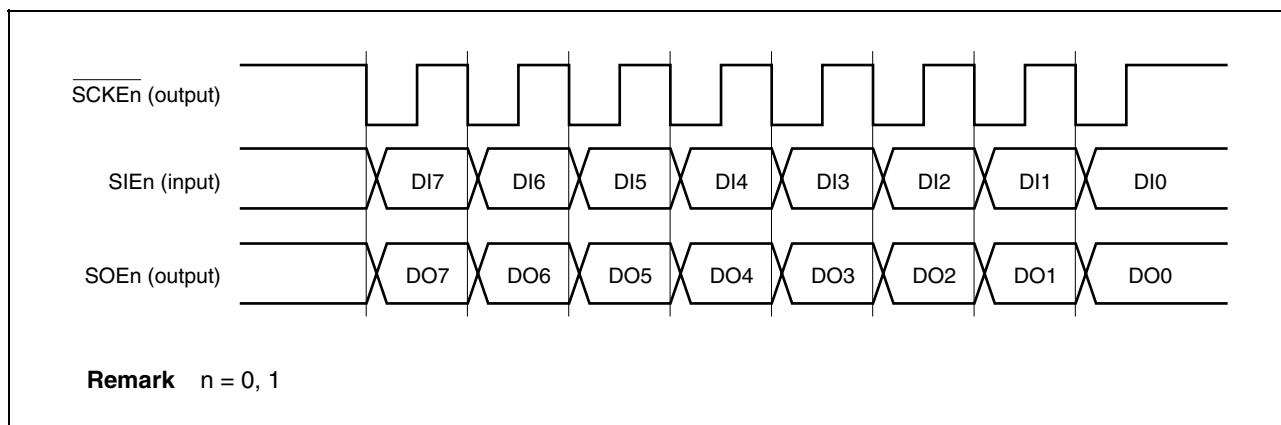 SCKEn (output)
SIEn (input) DI7 DI6 DI5 DI4 DI3 DI2 DI1 DI0
SOEn (output) DO7 DO6 DO5 DO4 DO3 DO2 DO1 DO0
Remark n = 0, 1